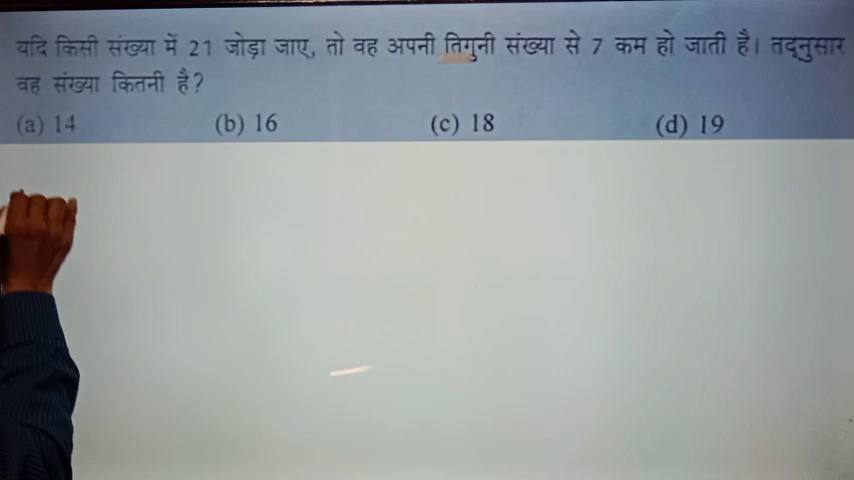 यदि किसी संख्या में 21 जोड़ा जाए, तो वह अपनी तिगुनी संख्या से 7 कम हो जाती है। तद्नुसार
वह संख्या कितनी है?
(a) 14 (b) 16 (c) 18 (d) 19